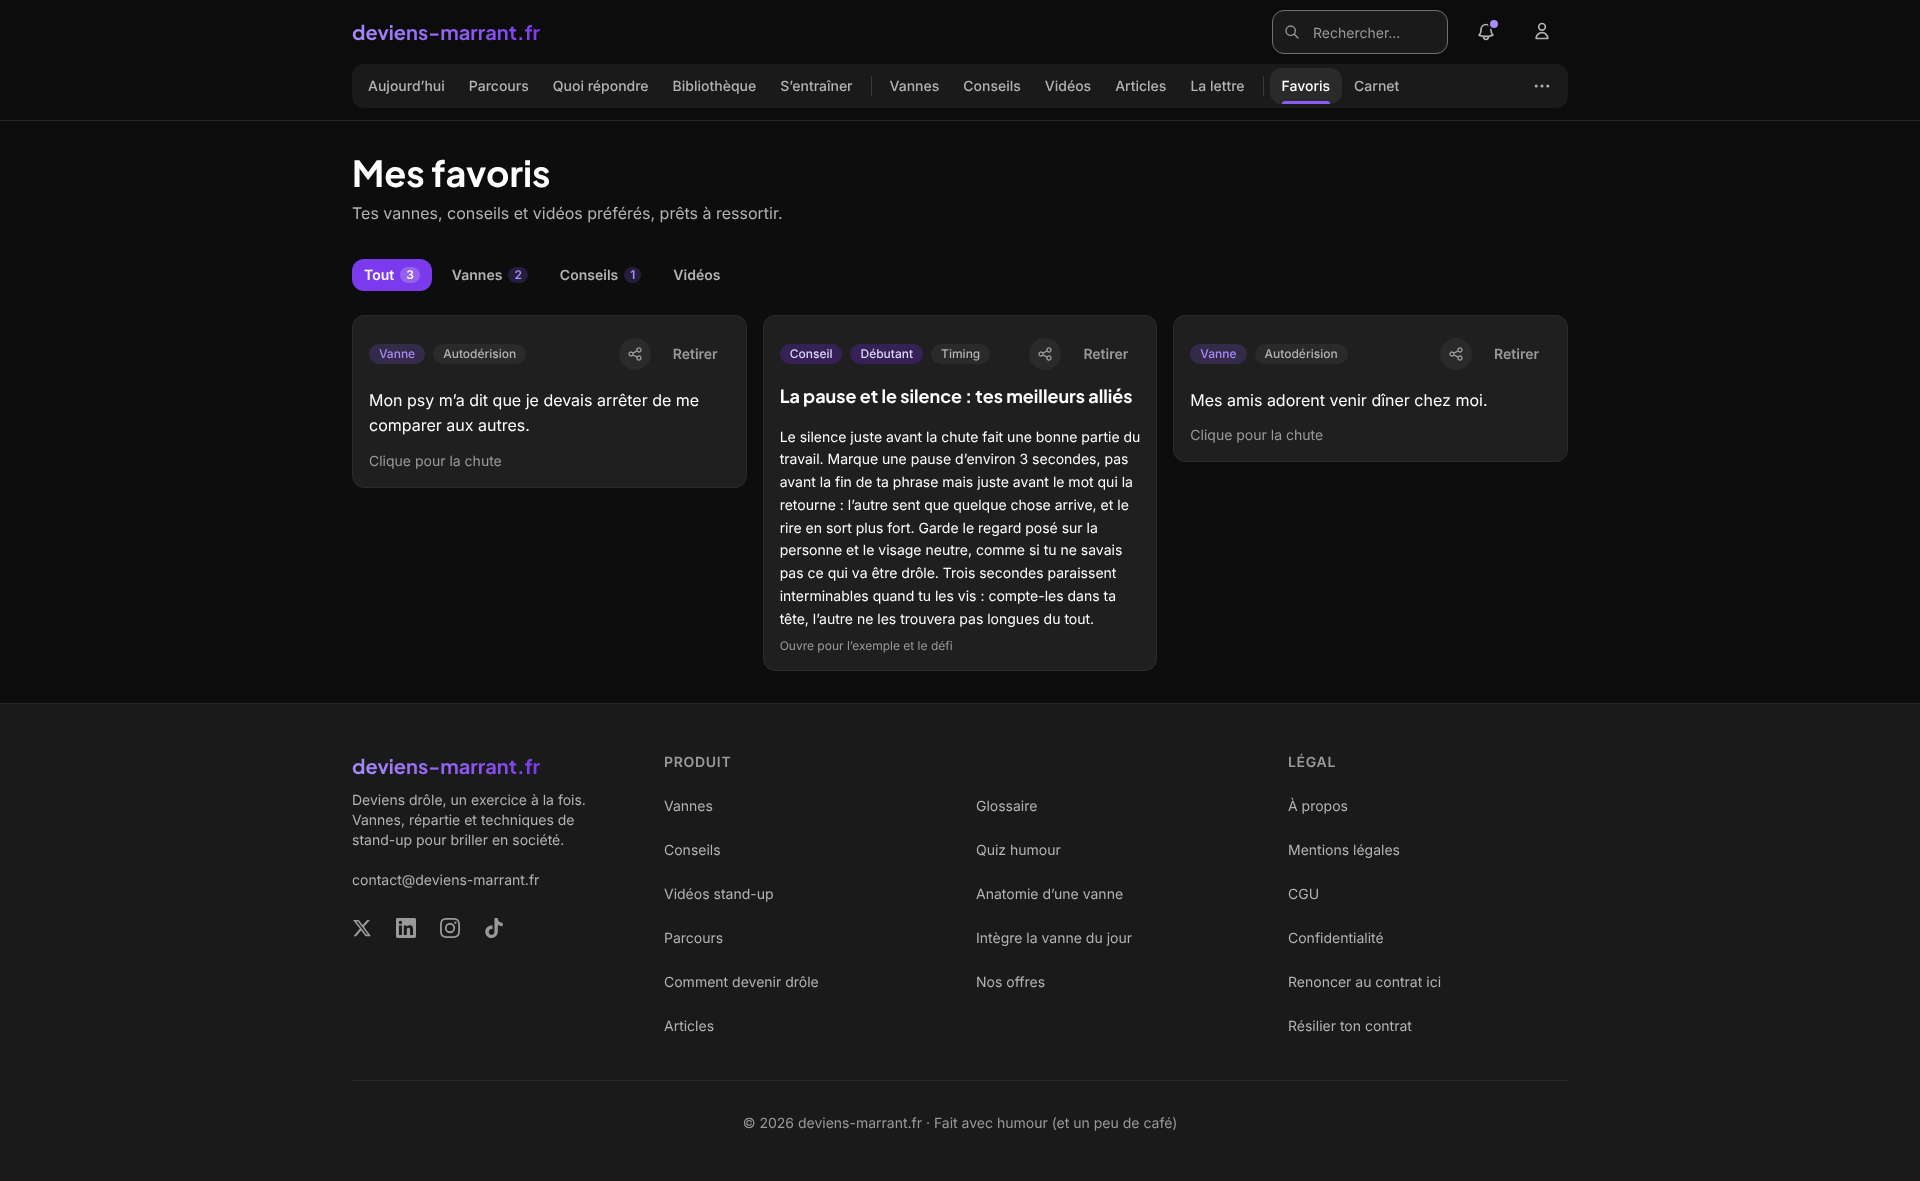 deviens-marrant.fr
Rechercher...
Aujourd’hui Parcours Quoi répondre Bibliothèque S’entraîner Vannes Conseils Vidéos Articles La lettre Favoris Carnet
Mes favoris
Tes vannes, conseils et vidéos préférés, prêts à ressortir.
Tout 3 Vannes 2 Conseils 1 Vidéos
Vanne Autodérision Retirer
Mon psy m’a dit que je devais arrêter de me
comparer aux autres.
Clique pour la chute
Conseil Débutant Timing Retirer
La pause et le silence : tes meilleurs alliés
Le silence juste avant la chute fait une bonne partie du
travail. Marque une pause d’environ 3 secondes, pas
avant la fin de ta phrase mais juste avant le mot qui la
retourne : l’autre sent que quelque chose arrive, et le
rire en sort plus fort. Garde le regard posé sur la
personne et le visage neutre, comme si tu ne savais
pas ce qui va être drôle. Trois secondes paraissent
interminables quand tu les vis : compte-les dans ta
tête, l’autre ne les trouvera pas longues du tout.
Ouvre pour l’exemple et le défi
Vanne Autodérision Retirer
Mes amis adorent venir dîner chez moi.
Clique pour la chute
deviens-marrant.fr
Deviens drôle, un exercice à la fois.
Vannes, répartie et techniques de
stand-up pour briller en société.
contact@deviens-marrant.fr
PRODUIT
Vannes
Conseils
Vidéos stand-up
Parcours
Comment devenir drôle
Articles
Glossaire
Quiz humour
Anatomie d’une vanne
Intègre la vanne du jour
Nos offres
LÉGAL
À propos
Mentions légales
CGU
Confidentialité
Renoncer au contrat ici
Résilier ton contrat
© 2026 deviens-marrant.fr · Fait avec humour (et un peu de café)